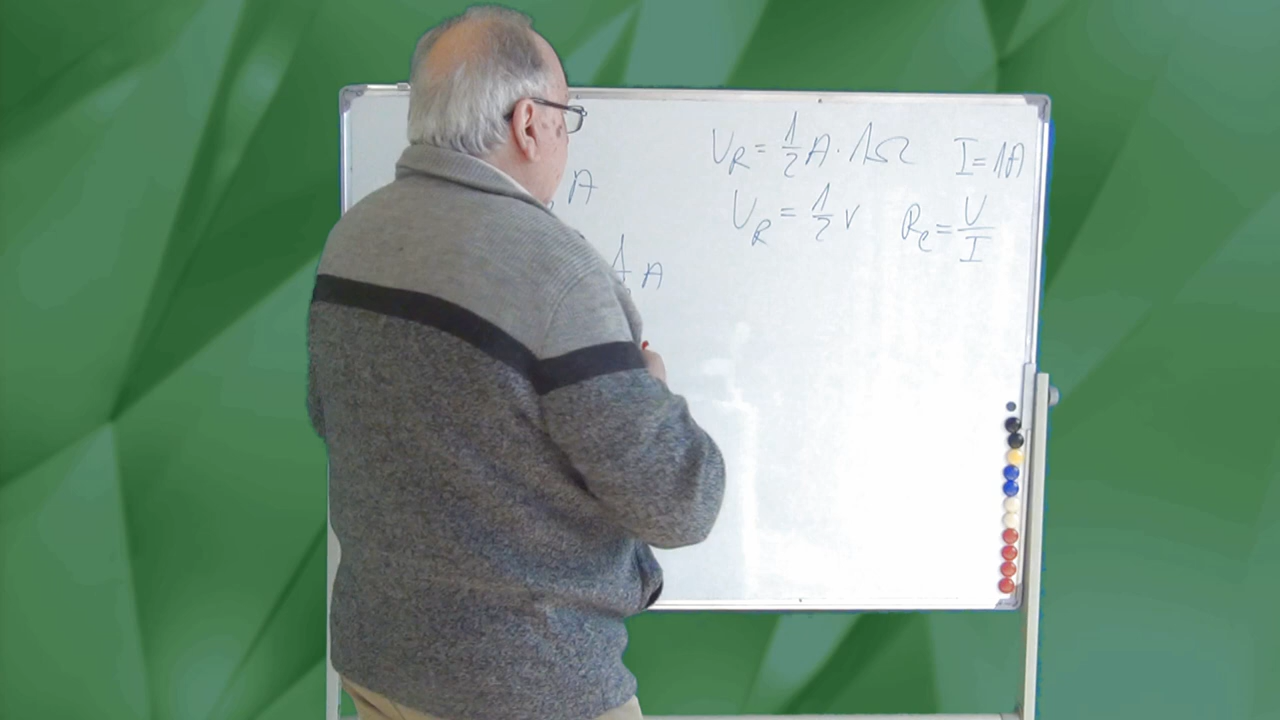 U_R = 1/2 A · 1Ω
I = 1A
U_R = 1/2 V
R_e = U/I
A
A